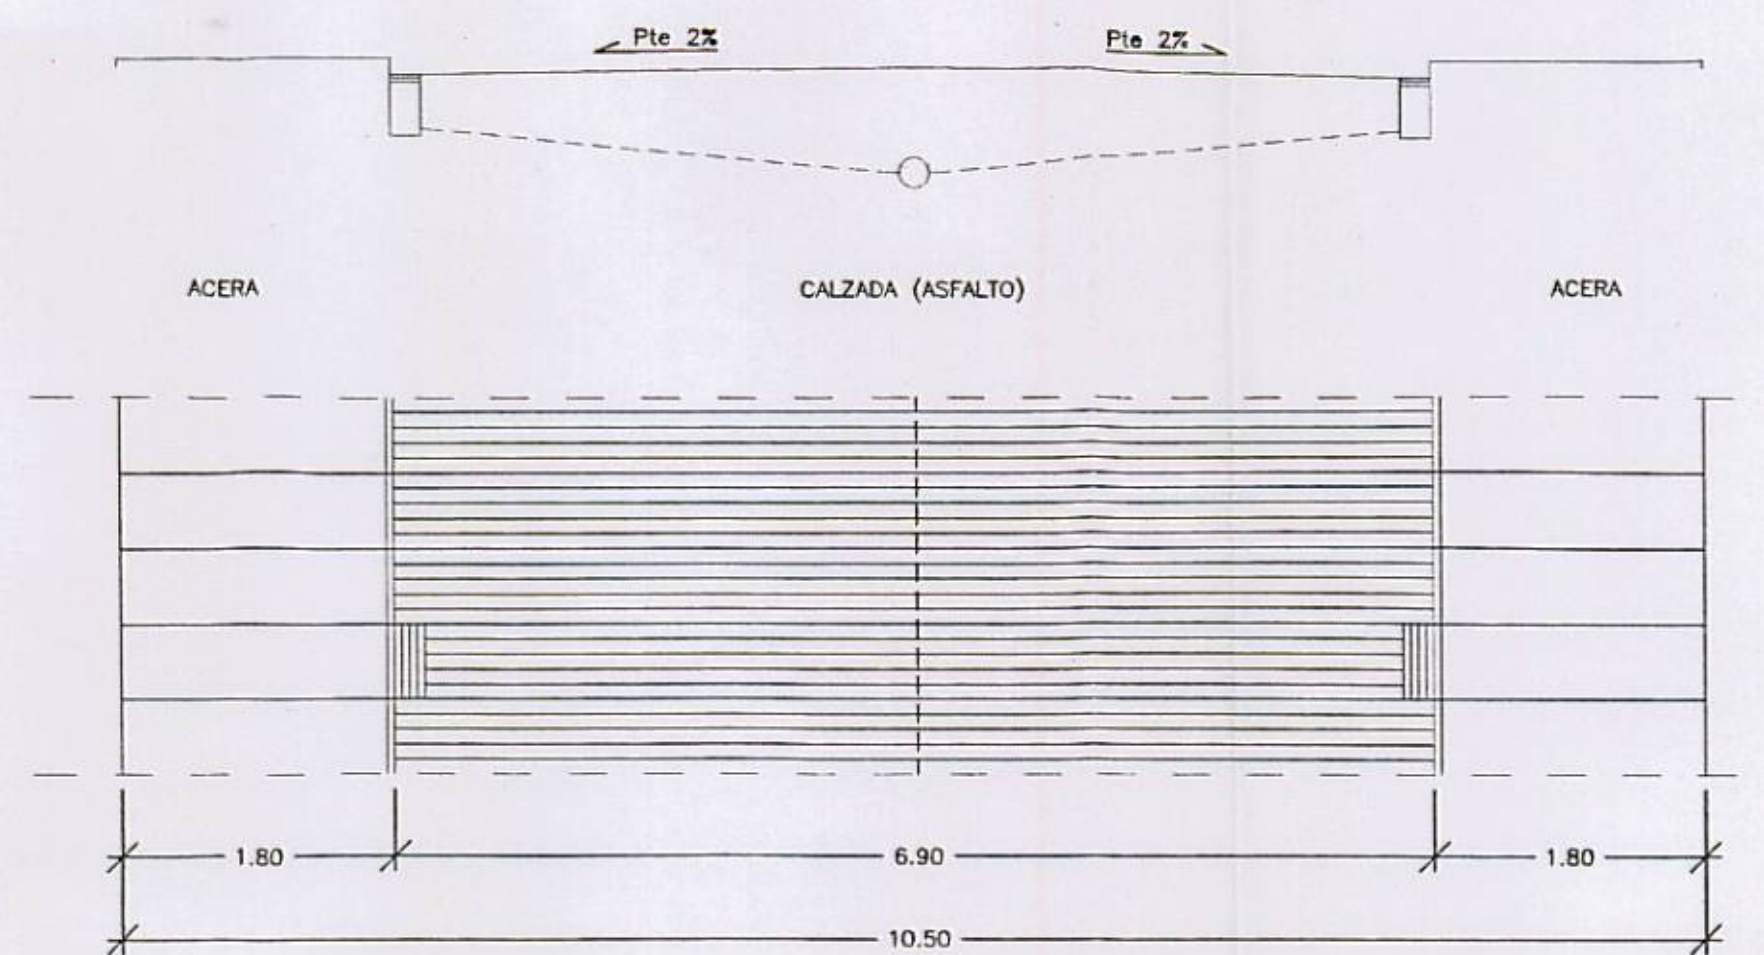 Pte 2%
Pte 2%
ACERA
CALZADA (ASFALTO)
ACERA
1.80
6.90
1.80
10.50